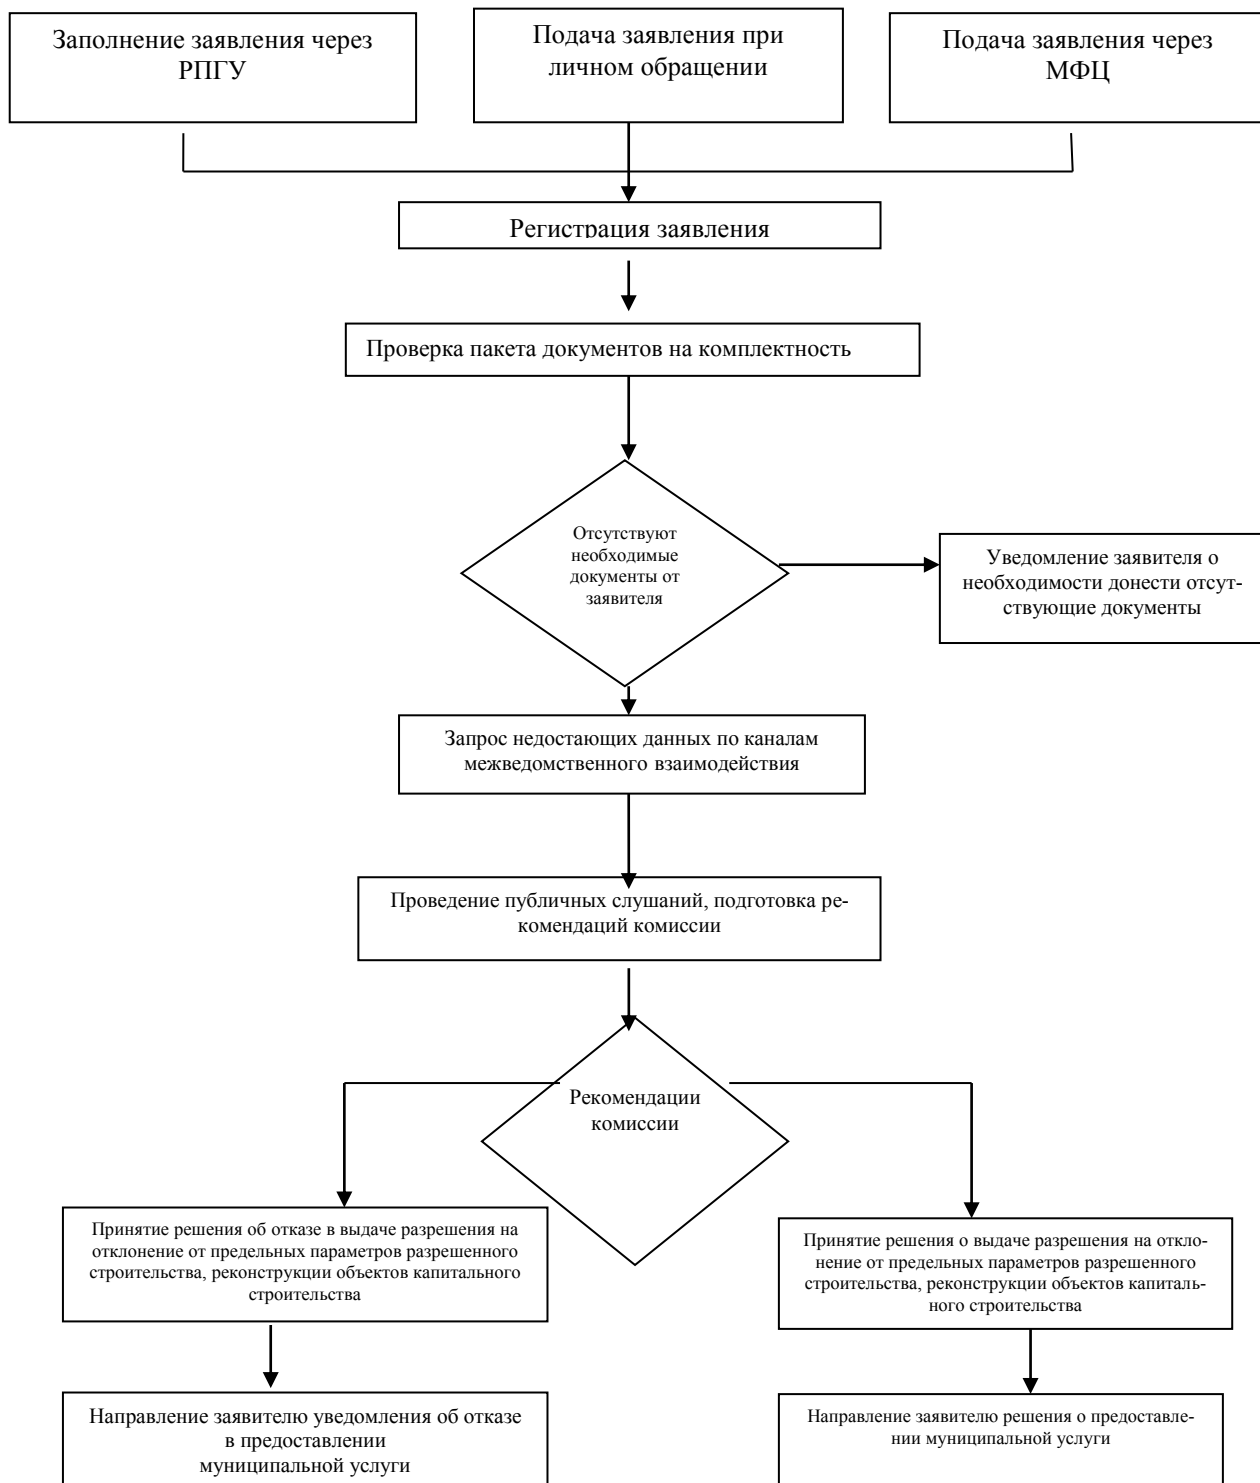 Заполнение заявления через
РПГУ
Подача заявления при
личном обращении
Подача заявления через
МФЦ
Регистрация заявления
Проверка пакета документов на комплектность
Отсутствуют
необходимые
документы от
заявителя
Уведомление заявителя о
необходимости донести отсут-
ствующие документы
Запрос недостающих данных по каналам
межведомственного взаимодействия
Проведение публичных слушаний, подготовка ре-
комендаций комиссии
Рекомендации
комиссии
Принятие решения об отказе в выдаче разрешения на
отклонение от предельных параметров разрешенного
строительства, реконструкции объектов капитального
строительства
Принятие решения о выдаче разрешения на откло-
нение от предельных параметров разрешенного
строительства, реконструкции объектов капиталь-
ного строительства
Направление заявителю уведомления об отказе
в предоставлении
муниципальной услуги
Направление заявителю решения о предоставле-
нии муниципальной услуги